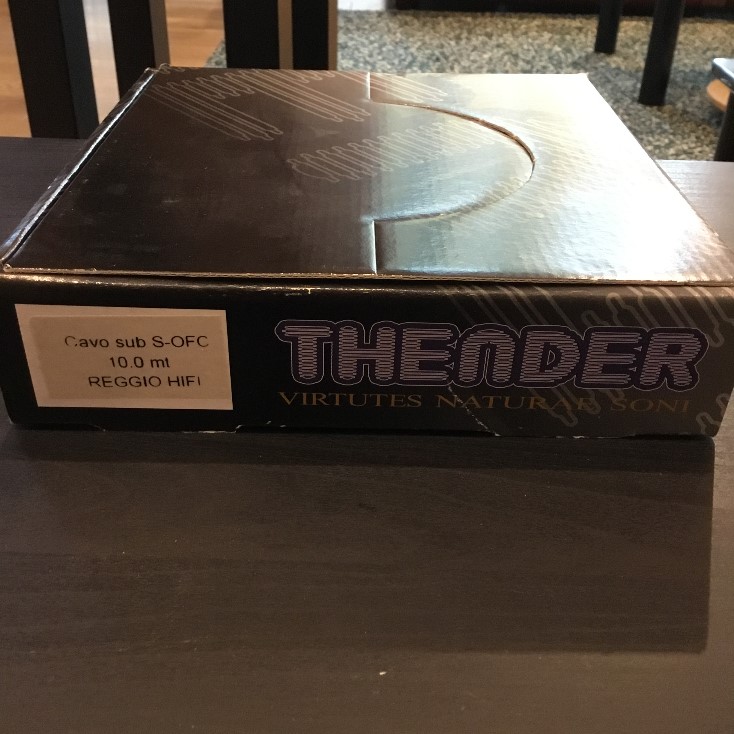 Cavo sub S-OFC
10.0 mt
REGGIO HIFI
THENDER
VIRTUTES NATURAE SONI